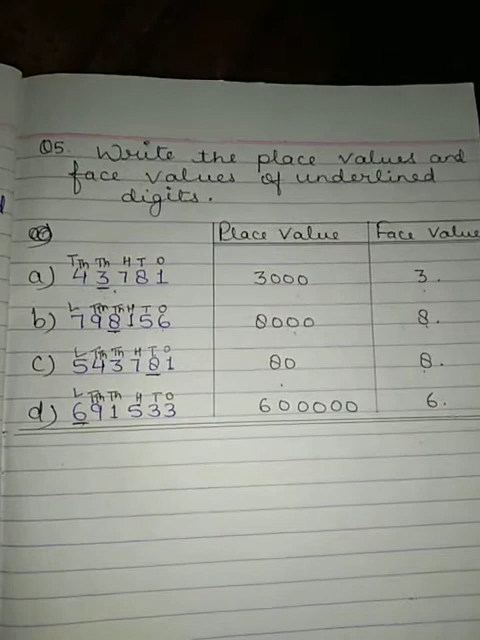 Q5. Write the place values and
face values of underlined
digits.
Place Value Face Value
TTh Th H T O
a) 43781 3000 3.
L TTh Th H T O
b) 798156 8000 8.
L TTh Th H T O
c) 543781 80 8.
L TTh Th H T O
d) 691533 600000 6.